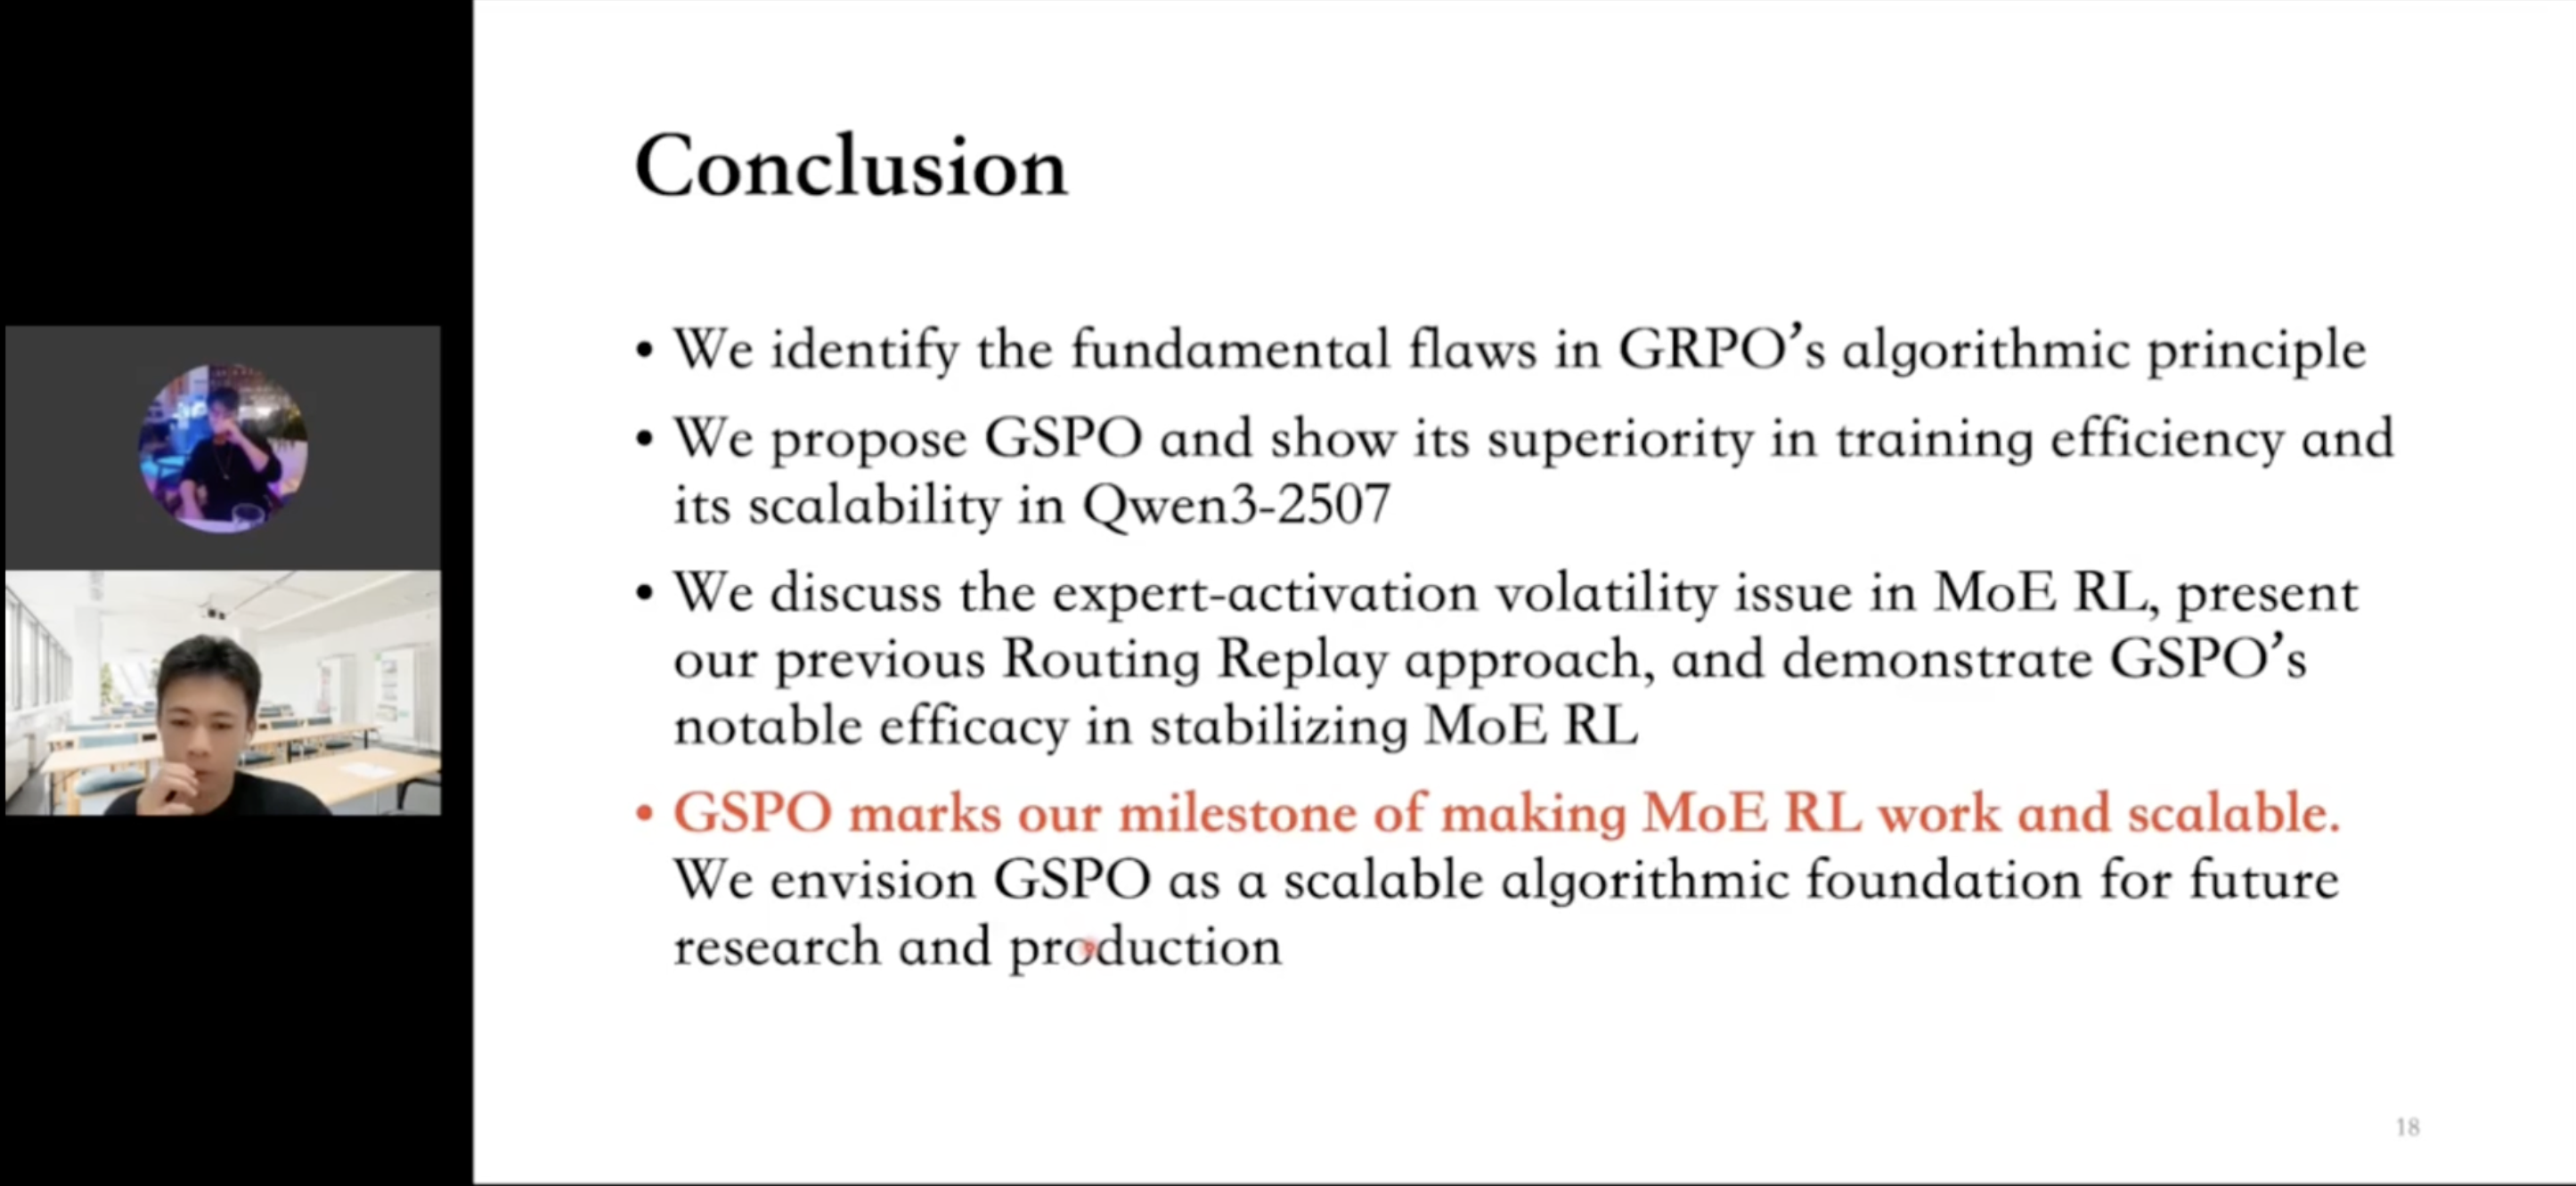 Conclusion
• We identify the fundamental flaws in GRPO’s algorithmic principle
• We propose GSPO and show its superiority in training efficiency and
its scalability in Qwen3-2507
• We discuss the expert-activation volatility issue in MoE RL, present
our previous Routing Replay approach, and demonstrate GSPO’s
notable efficacy in stabilizing MoE RL
• GSPO marks our milestone of making MoE RL work and scalable.
We envision GSPO as a scalable algorithmic foundation for future
research and production
18